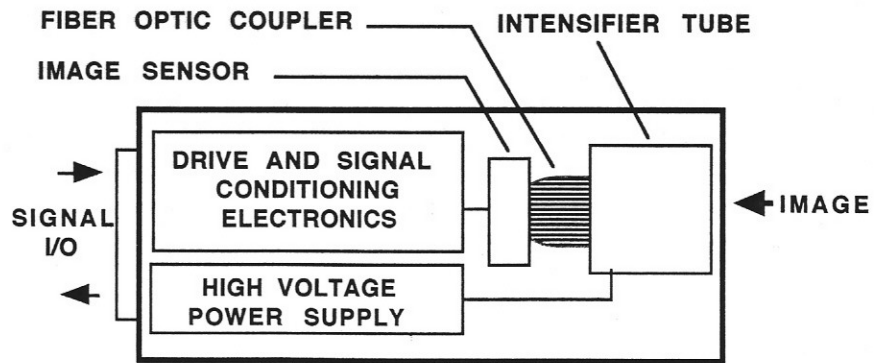 FIBER OPTIC COUPLER
INTENSIFIER TUBE
IMAGE SENSOR
DRIVE AND SIGNAL
CONDITIONING
ELECTRONICS
SIGNAL
I/O
IMAGE
HIGH VOLTAGE
POWER SUPPLY